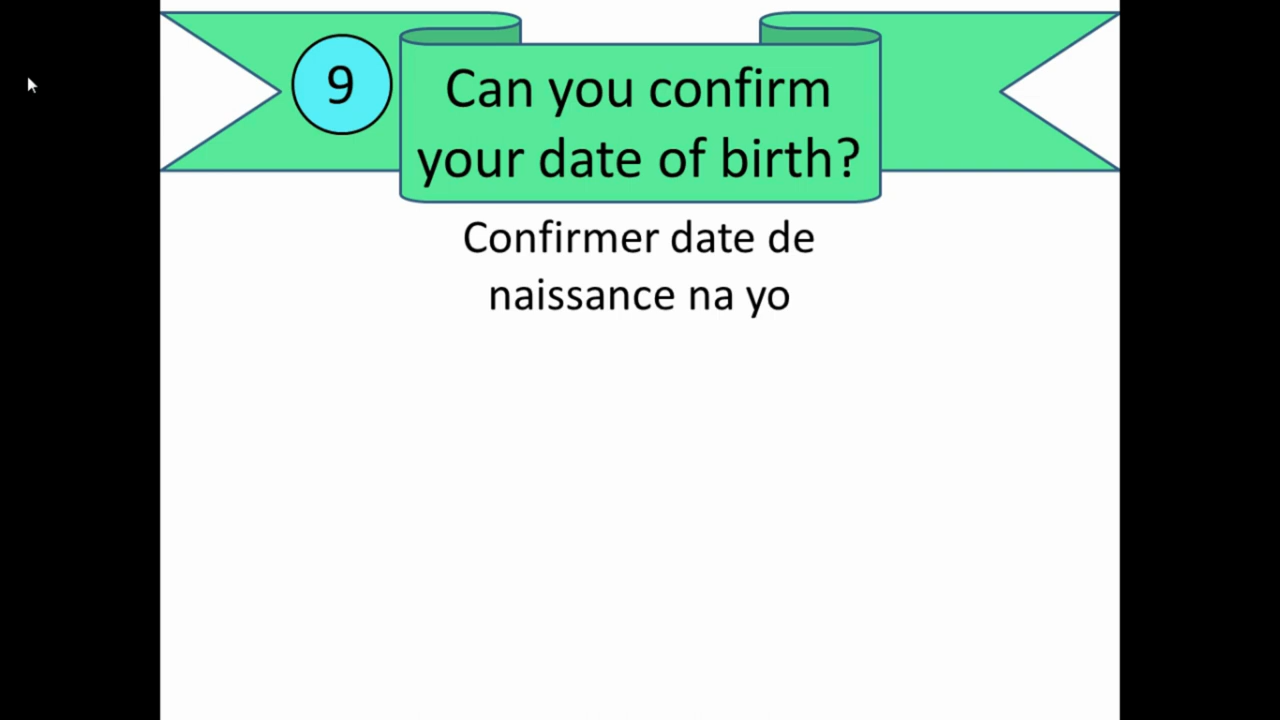 9
Can you confirm
your date of birth?
Confirmer date de
naissance na yo